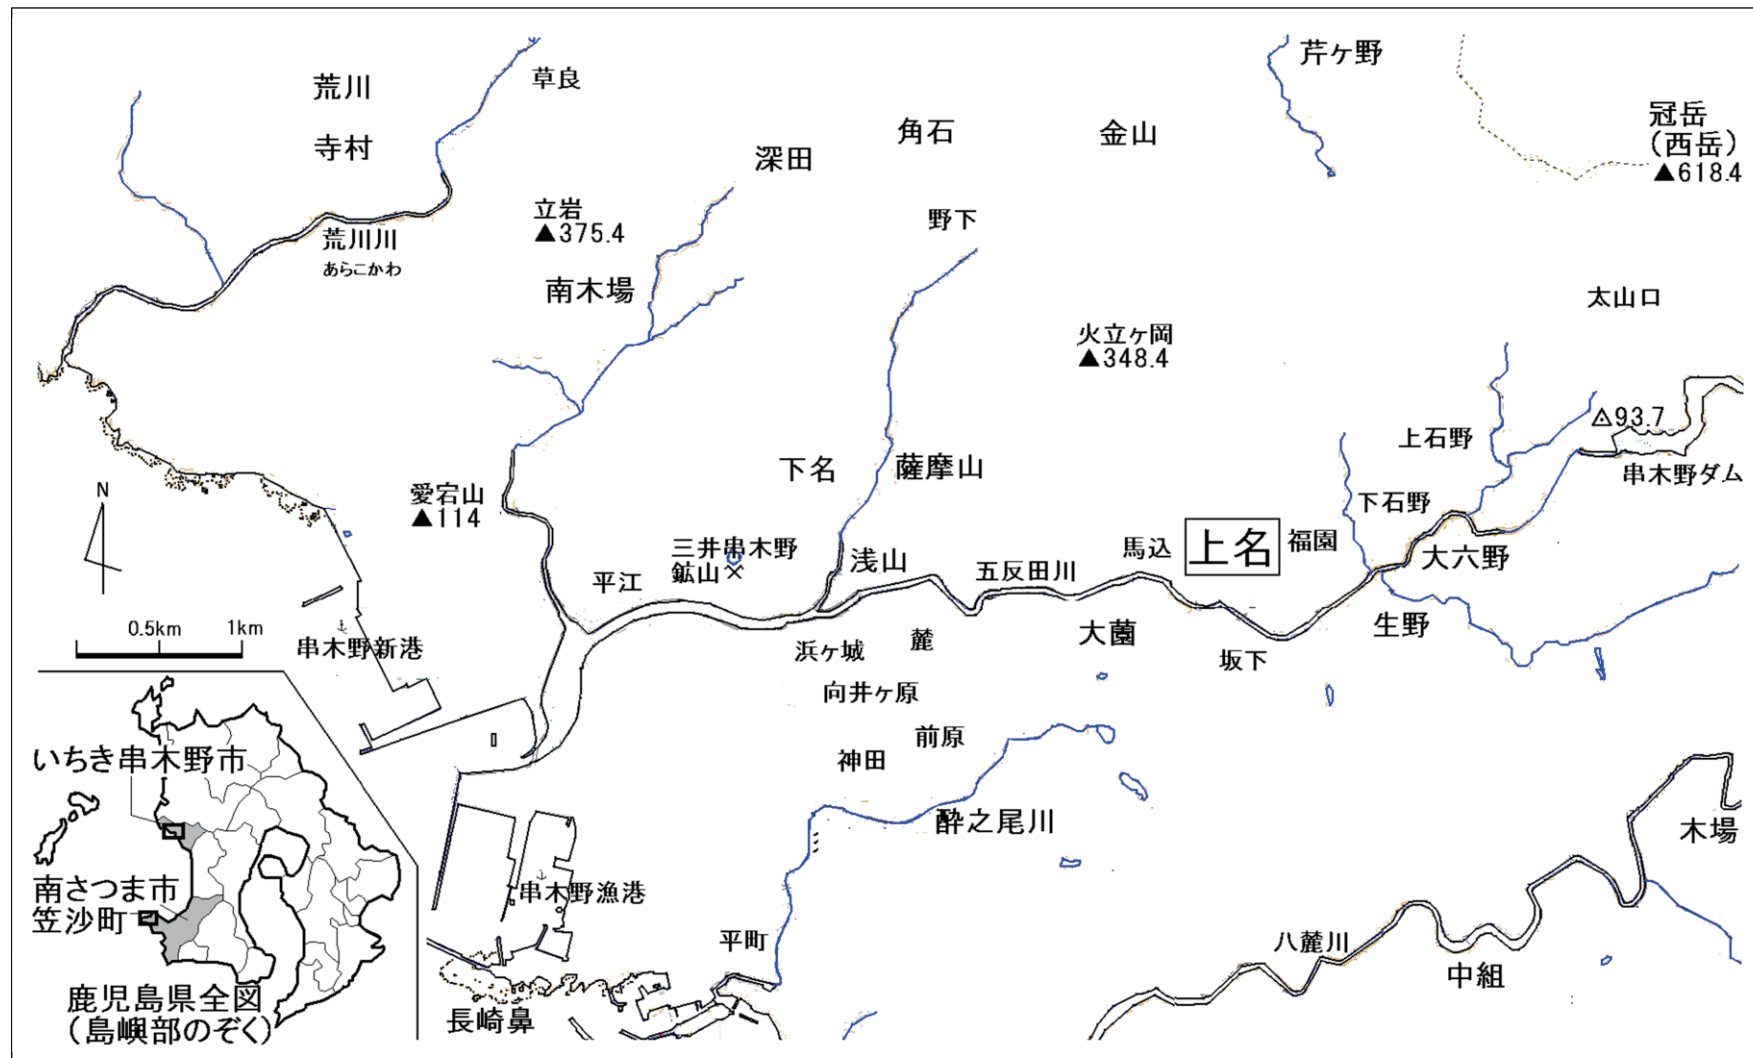 荒川
寺村
草良
荒川川
あらこかわ
立岩
▲375.4
南木場
深田
角石
野下
金山
芹ヶ野
冠岳
(西岳)
▲618.4
太山口
火立ヶ岡
▲348.4
△93.7
上石野
串木野ダム
下石野
下名
薩摩山
愛宕山
▲114
三井串木野
鉱山
浅山
五反田川
馬込
上名
福園
大六野
生野
平江
N
0.5km
1km
串木野新港
浜ヶ城
麓
大薗
坂下
向井ヶ原
前原
神田
酔之尾川
木場
串木野漁港
平町
八麓川
中組
長崎鼻
いちき串木野市
南さつま市
笠沙町
鹿児島県全図
(島嶼部のぞく)